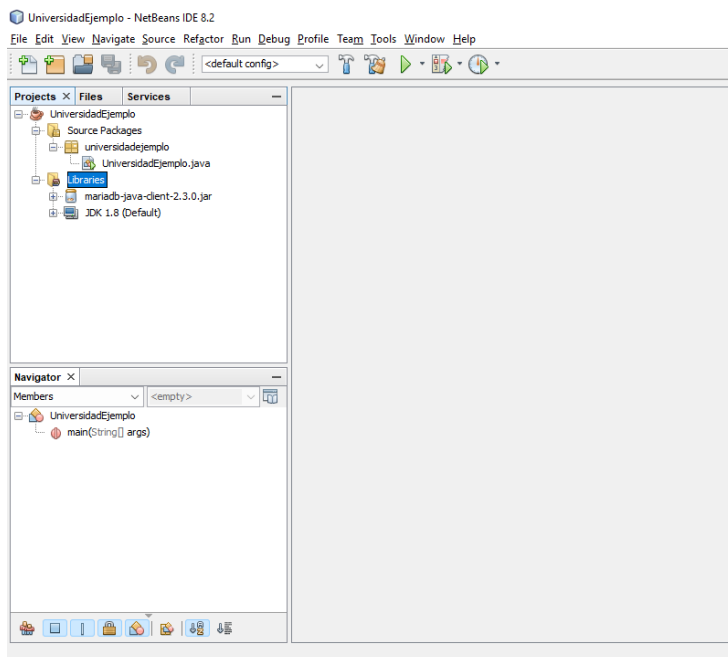 UniversidadEjemplo - NetBeans IDE 8.2
File Edit View Navigate Source Refactor Run Debug Profile Team Tools Window Help
<default config>
Projects × Files Services
UniversidadEjemplo
Source Packages
universidadejemplo
UniversidadEjemplo.java
Libraries
mariadb-java-client-2.3.0.jar
JDK 1.8 (Default)
Navigator ×
Members <empty>
UniversidadEjemplo
main(String[] args)